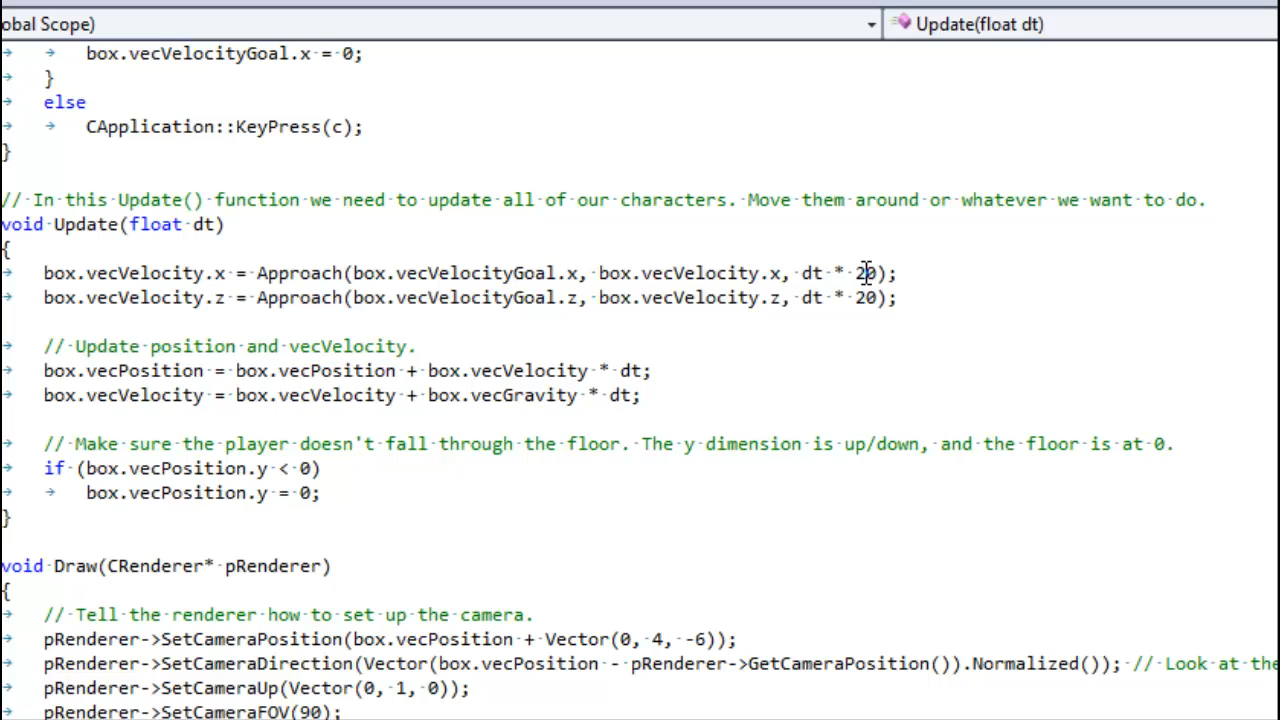 obal Scope)
Update(float dt)
box.vecVelocityGoal.x = 0;
}
else
CApplication::KeyPress(c);
}
// In this Update() function we need to update all of our characters. Move them around or whatever we want to do.
void Update(float dt)
{
box.vecVelocity.x = Approach(box.vecVelocityGoal.x, box.vecVelocity.x, dt * 20);
box.vecVelocity.z = Approach(box.vecVelocityGoal.z, box.vecVelocity.z, dt * 20);
// Update position and vecVelocity.
box.vecPosition = box.vecPosition + box.vecVelocity * dt;
box.vecVelocity = box.vecVelocity + box.vecGravity * dt;
// Make sure the player doesn't fall through the floor. The y dimension is up/down, and the floor is at 0.
if (box.vecPosition.y < 0)
box.vecPosition.y = 0;
}
void Draw(CRenderer* pRenderer)
{
// Tell the renderer how to set up the camera.
pRenderer->SetCameraPosition(box.vecPosition + Vector(0, 4, -6));
pRenderer->SetCameraDirection(Vector(box.vecPosition - pRenderer->GetCameraPosition()).Normalized()); // Look at the
pRenderer->SetCameraUp(Vector(0, 1, 0));
pRenderer->SetCameraFOV(90);